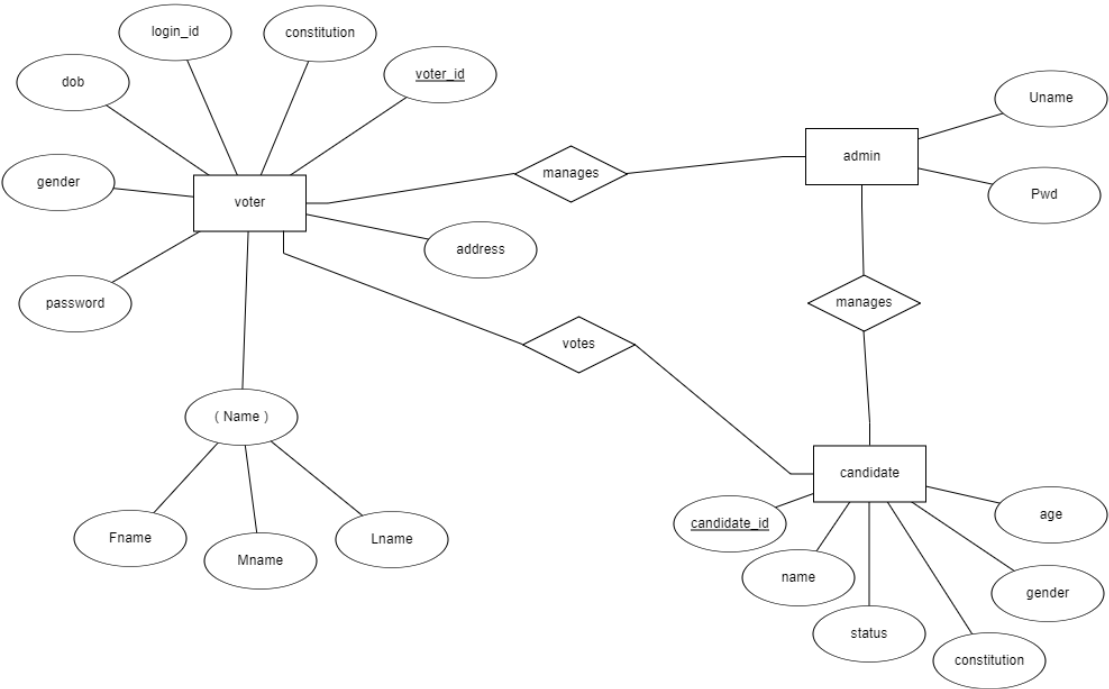 login_id
constitution
voter_id
dob
Uname
admin
manages
gender
Pwd
voter
address
password
manages
votes
( Name )
candidate
candidate_id
age
Fname
Lname
Mname
name
gender
status
constitution